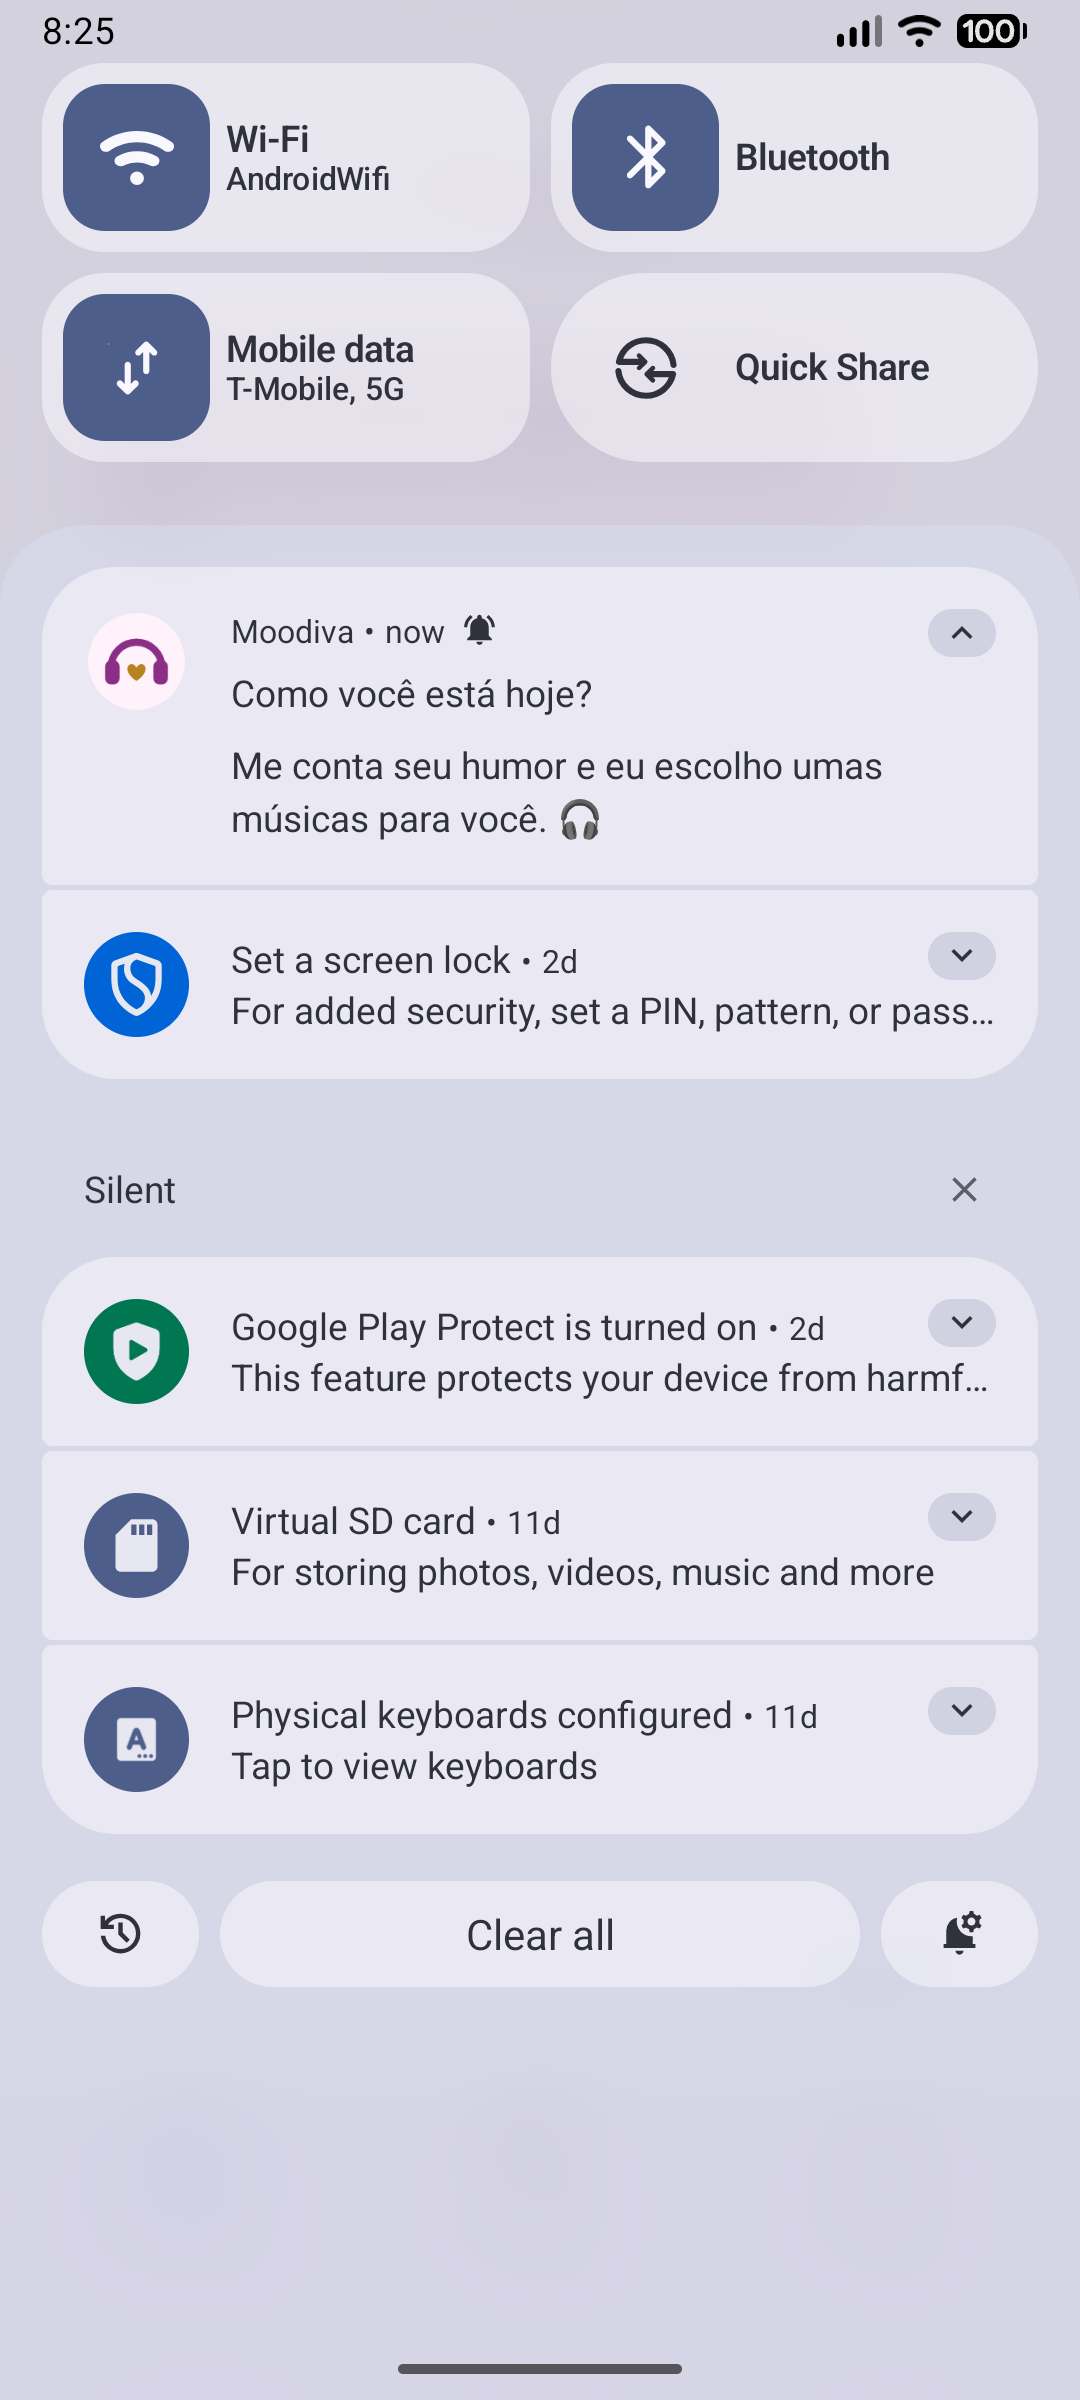 8:25
100
Wi-Fi
AndroidWifi
Bluetooth
Mobile data
T-Mobile, 5G
Quick Share
Moodiva • now
Como você está hoje?
Me conta seu humor e eu escolho umas
músicas para você. 🎧
Set a screen lock • 2d
For added security, set a PIN, pattern, or pass…
Silent
Google Play Protect is turned on • 2d
This feature protects your device from harmf…
Virtual SD card • 11d
For storing photos, videos, music and more
Physical keyboards configured • 11d
Tap to view keyboards
Clear all